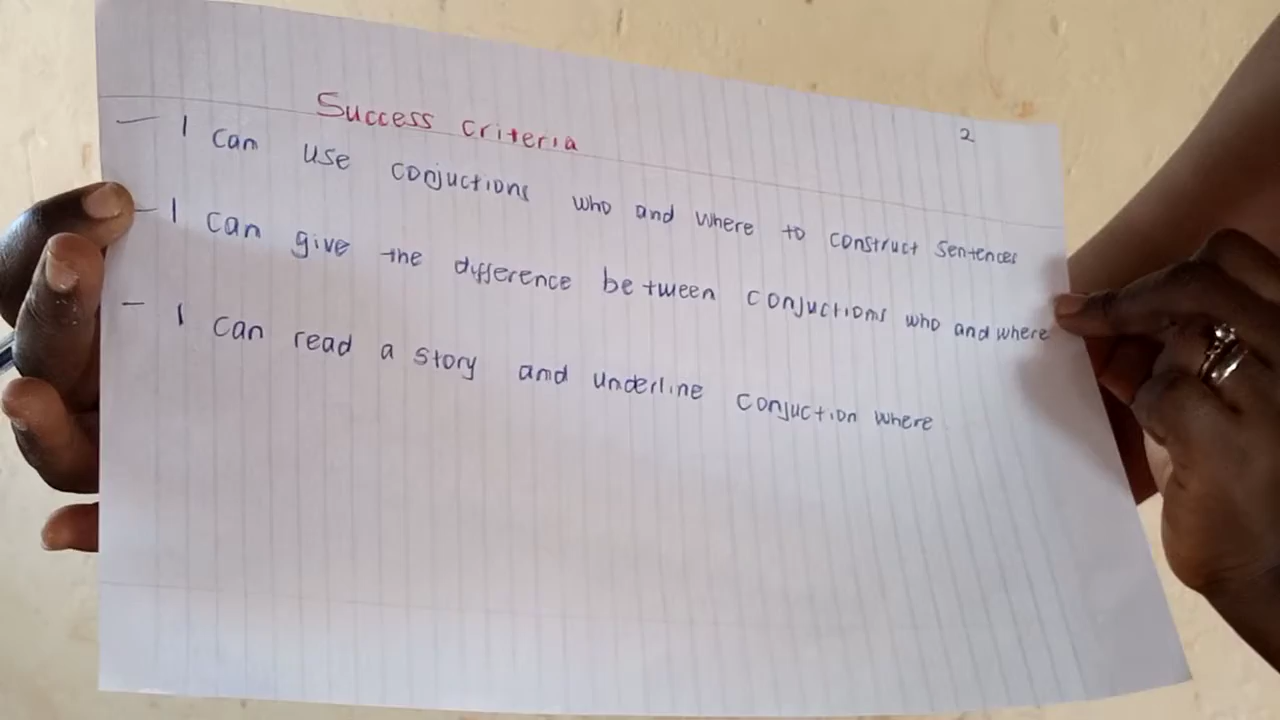 Success criteria
2
— I can use conjuctions who and where to construct sentences
— I can give the difference between conjuctions who and where
— I can read a story and underline conjuction where